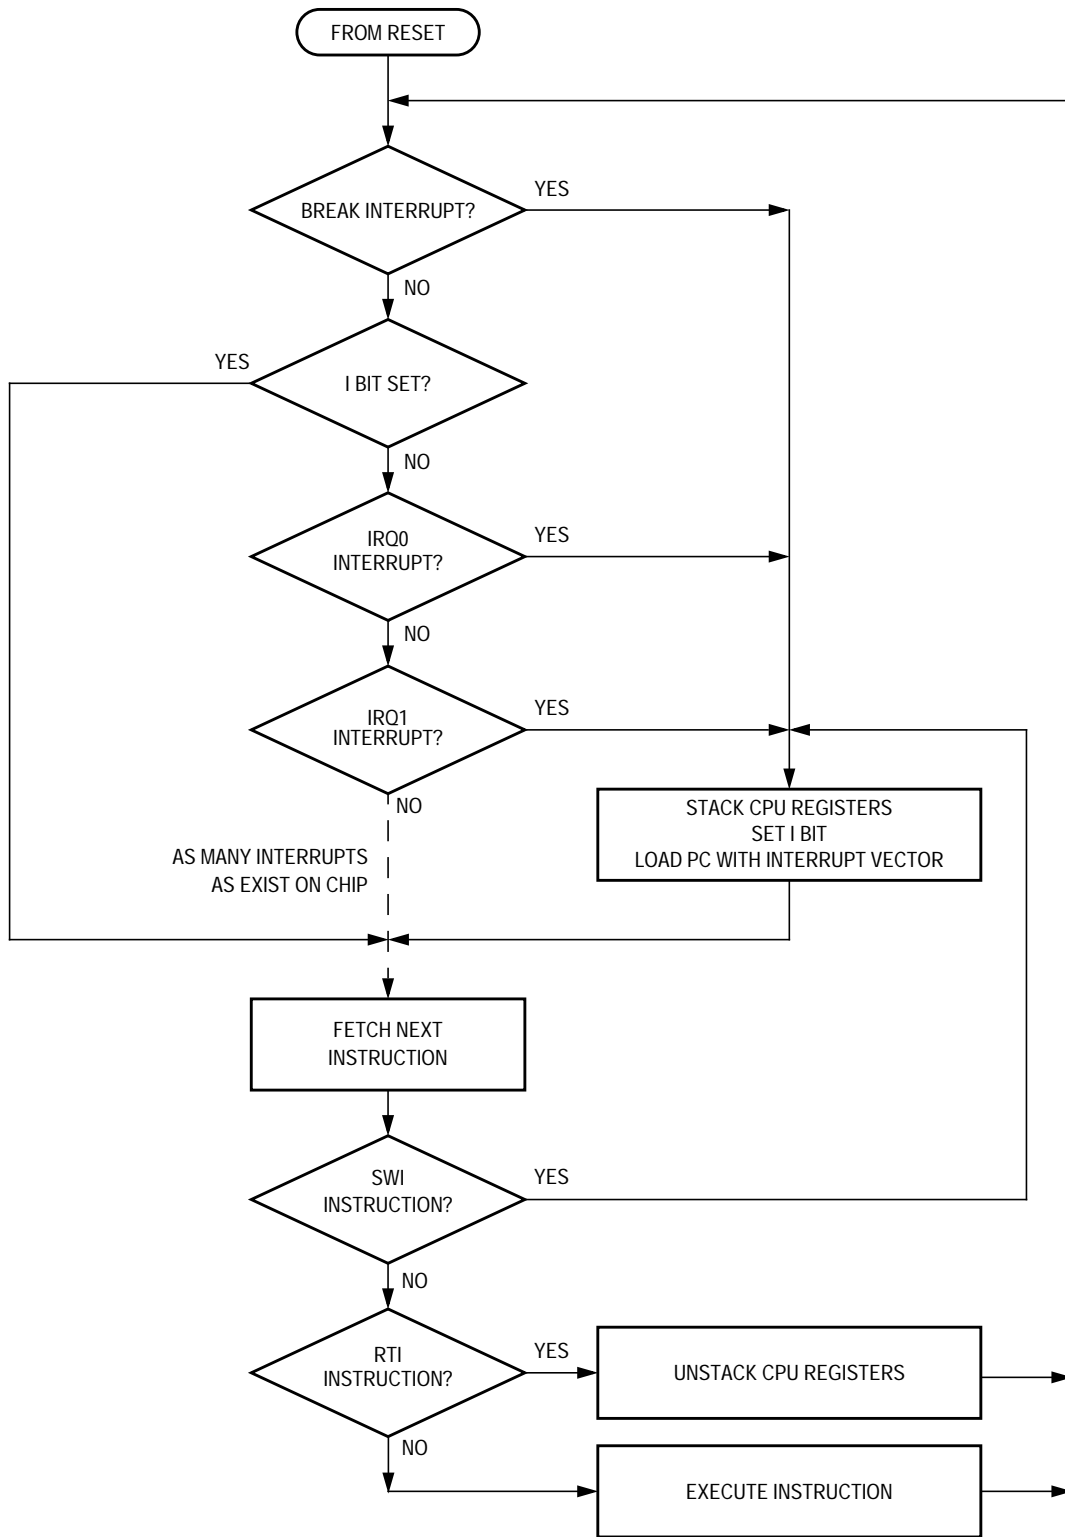 FROM RESET
BREAK INTERRUPT?
YES
NO
YES
I BIT SET?
NO
IRQ0
INTERRUPT?
YES
NO
IRQ1
INTERRUPT?
YES
NO
AS MANY INTERRUPTS
AS EXIST ON CHIP
STACK CPU REGISTERS
SET I BIT
LOAD PC WITH INTERRUPT VECTOR
FETCH NEXT
INSTRUCTION
SWI
INSTRUCTION?
YES
NO
RTI
INSTRUCTION?
YES
UNSTACK CPU REGISTERS
NO
EXECUTE INSTRUCTION